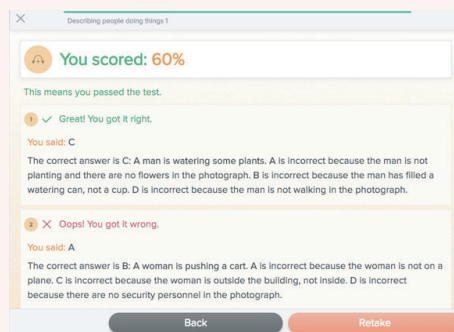 Describing people doing things 1
You scored: 60%
This means you passed the test.
1 Great! You got it right.
You said: C
The correct answer is C: A man is watering some plants. A is incorrect because the man is not
planting and there are no flowers in the photograph. B is incorrect because the man has filled a
watering can, not a cup. D is incorrect because the man is not walking in the photograph.
2 Oops! You got it wrong.
You said: A
The correct answer is B: A woman is pushing a cart. A is incorrect because the woman is not on a
plane. C is incorrect because the woman is outside the building, not inside. D is incorrect
because there are no security personnel in the photograph.
Back Retake